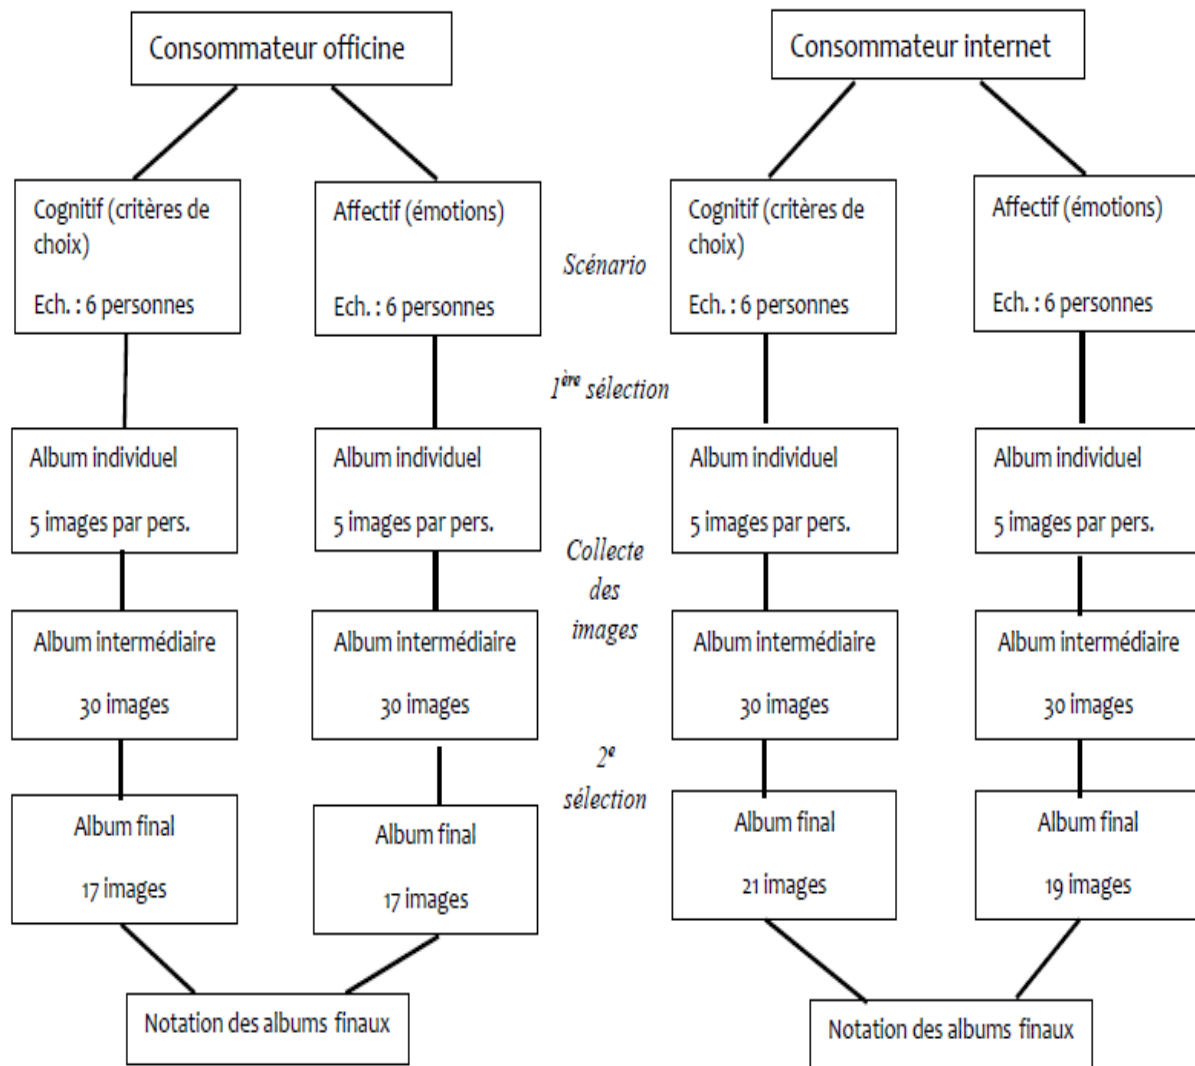 Consommateur officine
Consommateur internet
Cognitif (critères de
choix)
Ech. : 6 personnes
Affectif (émotions)
Ech. : 6 personnes
Scénario
Cognitif (critères de
choix)
Ech. : 6 personnes
Affectif (émotions)
Ech. : 6 personnes
1ère sélection
Album individuel
5 images par pers.
Album individuel
5 images par pers.
Album individuel
5 images par pers.
Album individuel
5 images par pers.
Collecte
des
images
Album intermédiaire
30 images
Album intermédiaire
30 images
Album intermédiaire
30 images
Album intermédiaire
30 images
2e
sélection
Album final
17 images
Album final
17 images
Album final
21 images
Album final
19 images
Notation des albums finaux
Notation des albums finaux